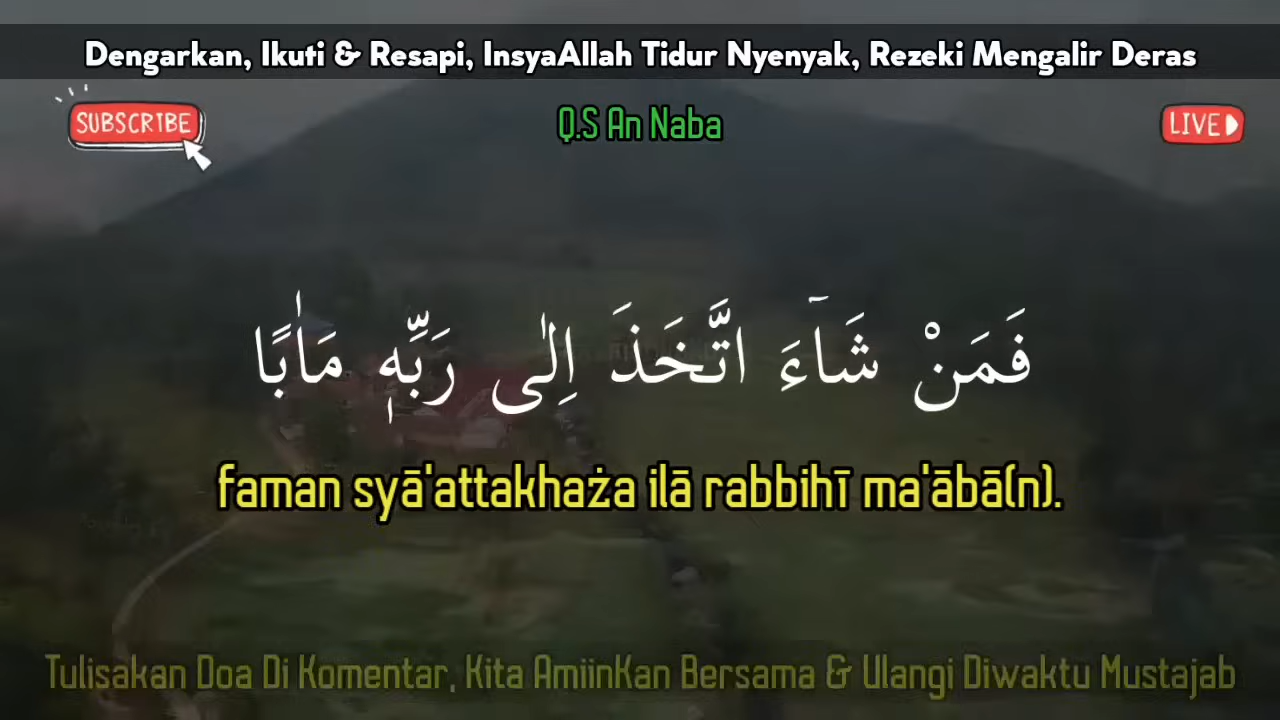 Dengarkan, Ikuti & Resapi, InsyaAllah Tidur Nyenyak, Rezeki Mengalir Deras
SUBSCRIBE
Q.S An Naba
LIVE
فَمَنْ شَاۤءَ اتَّخَذَ اِلٰى رَبِّهٖ مَاٰبًا
faman syā'attakhaża ilā rabbihī ma'ābā(n).
Tulisakan Doa Di Komentar, Kita AmiinKan Bersama & Ulangi Diwaktu Mustajab